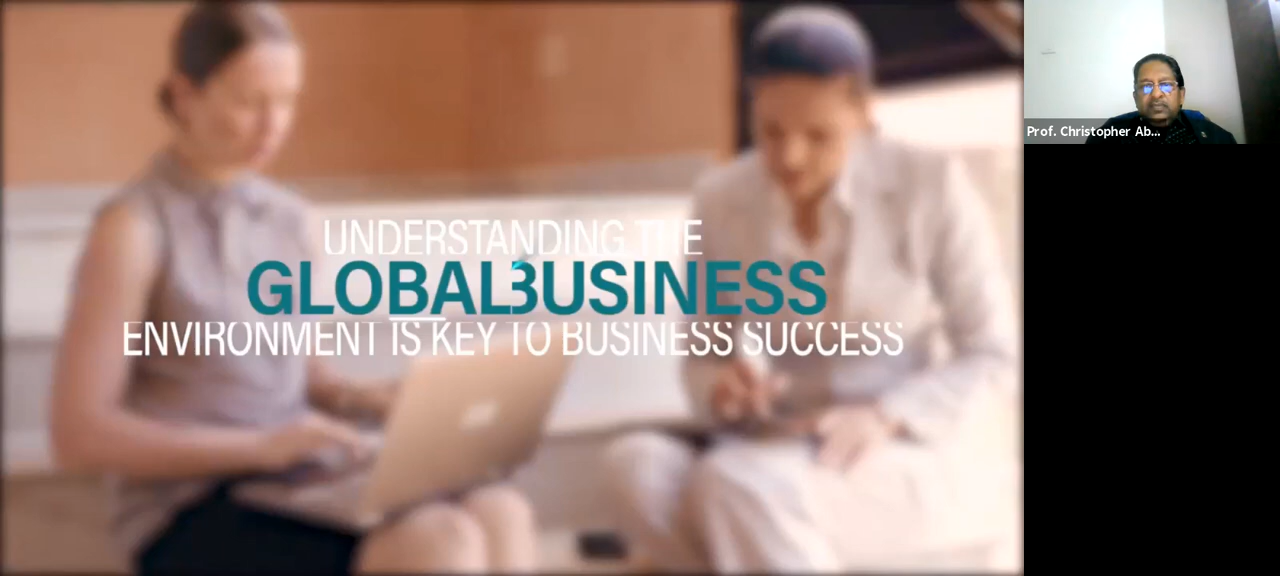 UNDERSTANDING THE
GLOBAL BUSINESS
ENVIRONMENT IS KEY TO BUSINESS SUCCESS
Prof. Christopher Ab...